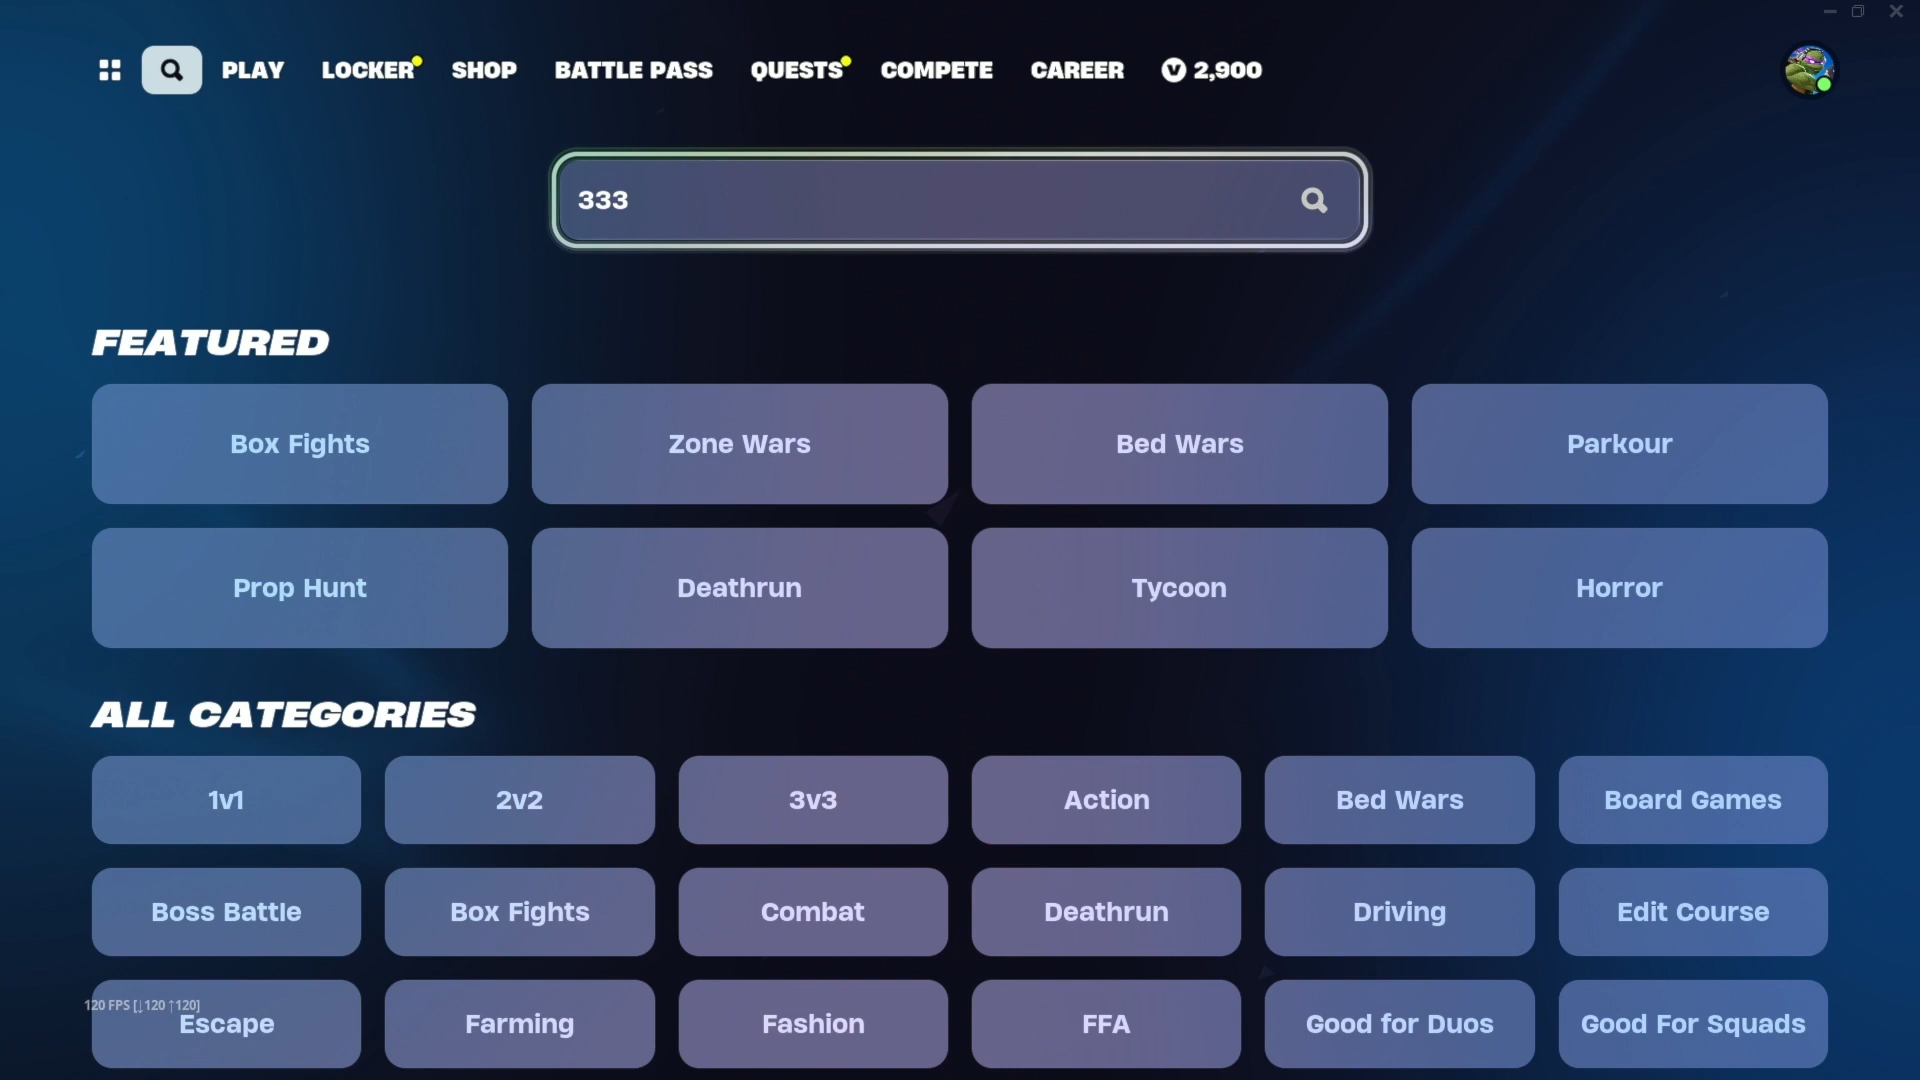 PLAY LOCKER SHOP BATTLE PASS QUESTS COMPETE CAREER V 2,900
333
FEATURED
Box Fights Zone Wars Bed Wars Parkour
Prop Hunt Deathrun Tycoon Horror
ALL CATEGORIES
1v1 2v2 3v3 Action Bed Wars Board Games
Boss Battle Box Fights Combat Deathrun Driving Edit Course
120 FPS [↓120 ↑120]
Escape Farming Fashion FFA Good for Duos Good For Squads